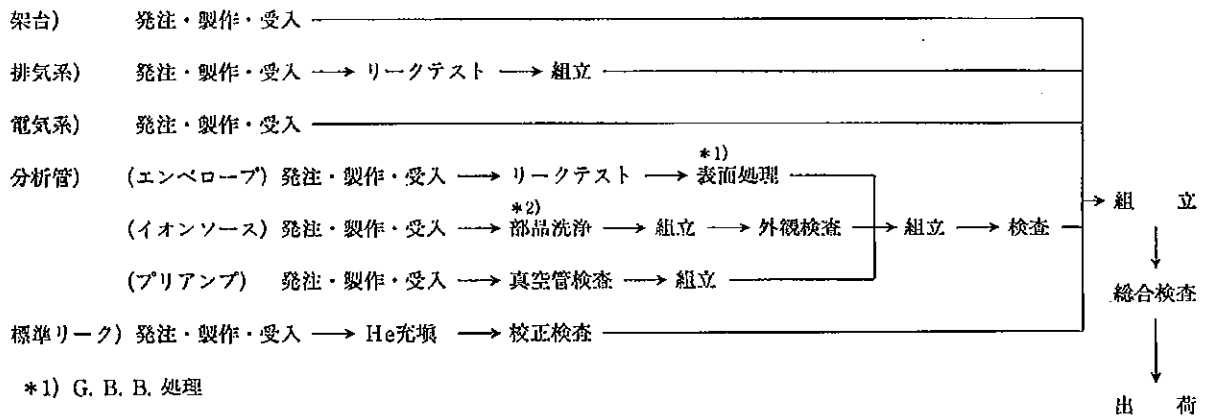 架台) 発注・製作・受入
排気系) 発注・製作・受入 → リークテスト → 組立
電気系) 発注・製作・受入
*1)
分析管) (エンベロープ) 発注・製作・受入 → リークテスト → 表面処理
組 立
*2)
(イオンソース) 発注・製作・受入 → 部品洗浄 → 組立 → 外観検査 → 組立 → 検査
(プリアンプ) 発注・製作・受入 → 真空管検査 → 組立
総合検査
標準リーク) 発注・製作・受入 → He充塡 → 校正検査
*1) G. B. B. 処理
出 荷